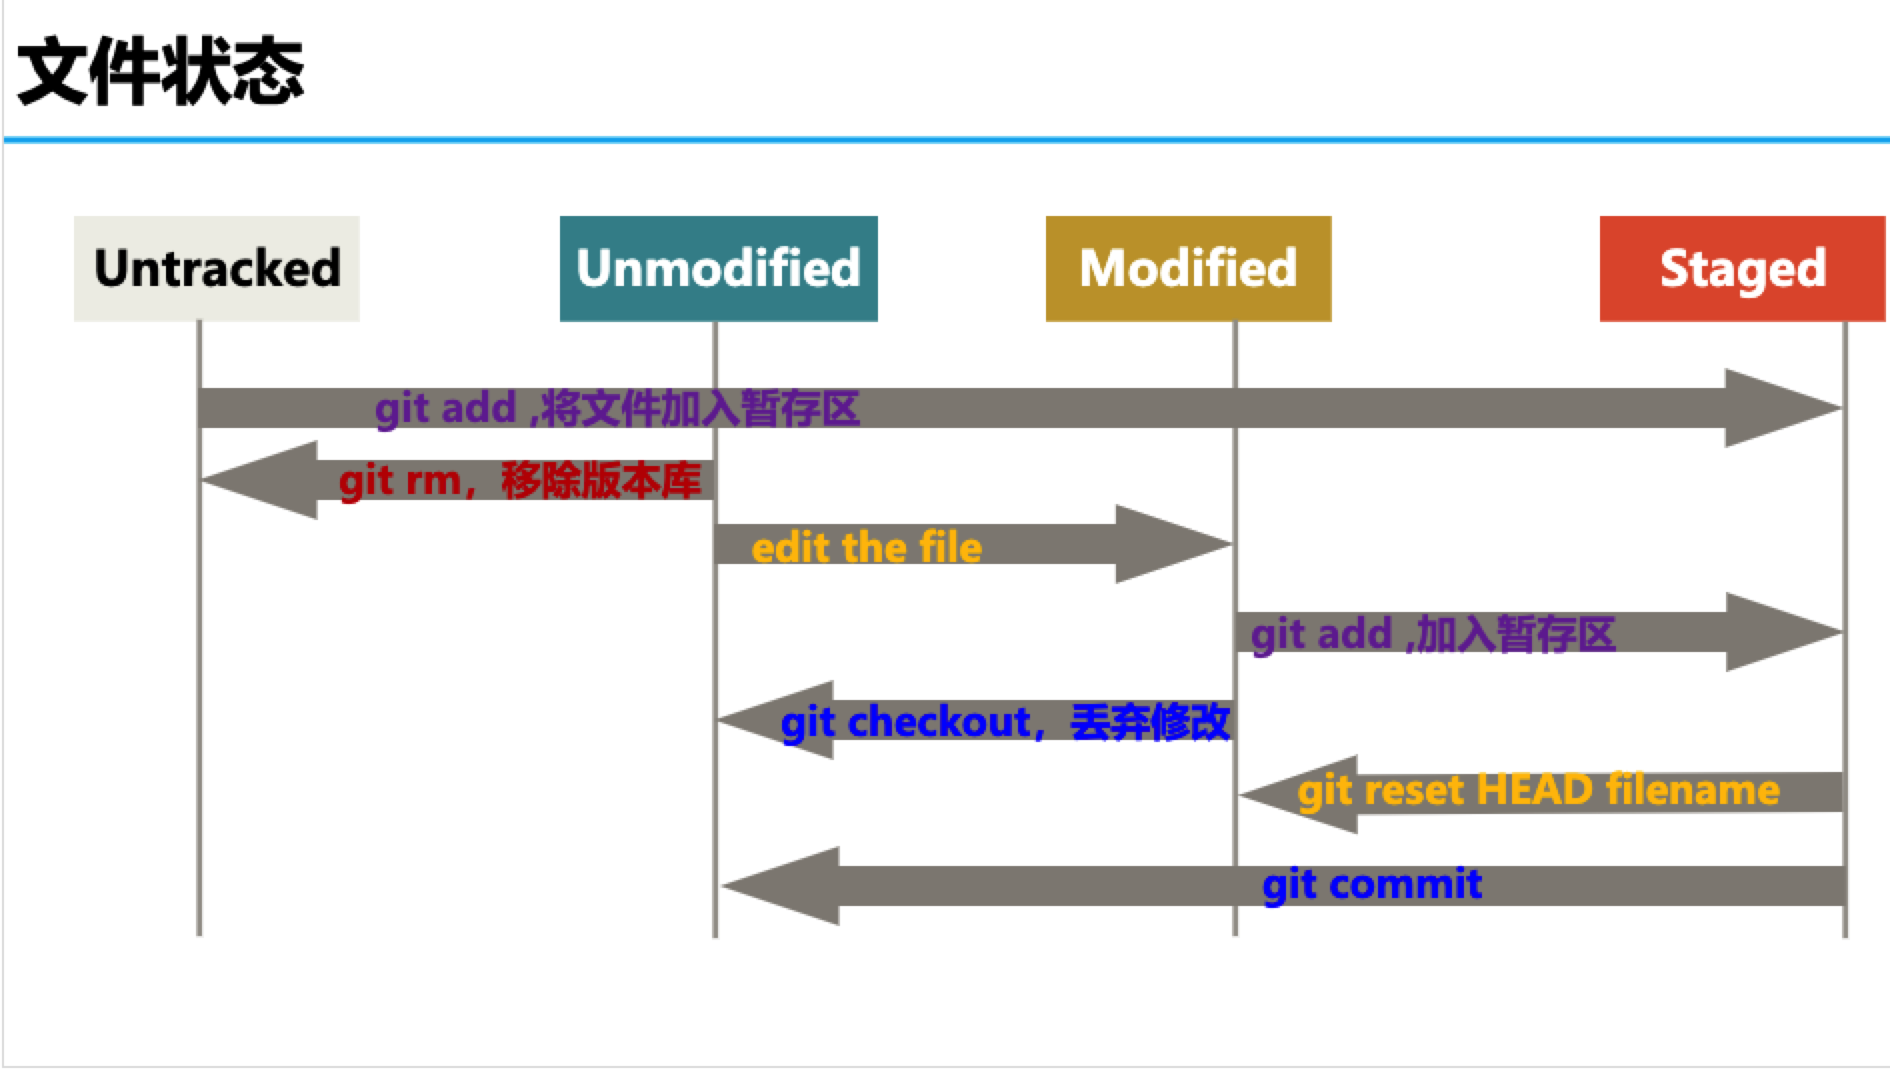 文件状态
Untracked
Unmodified
Modified
Staged
git add ,将文件加入暂存区
git rm，移除版本库
edit the file
git add ,加入暂存区
git checkout，丢弃修改
git reset HEAD filename
git commit